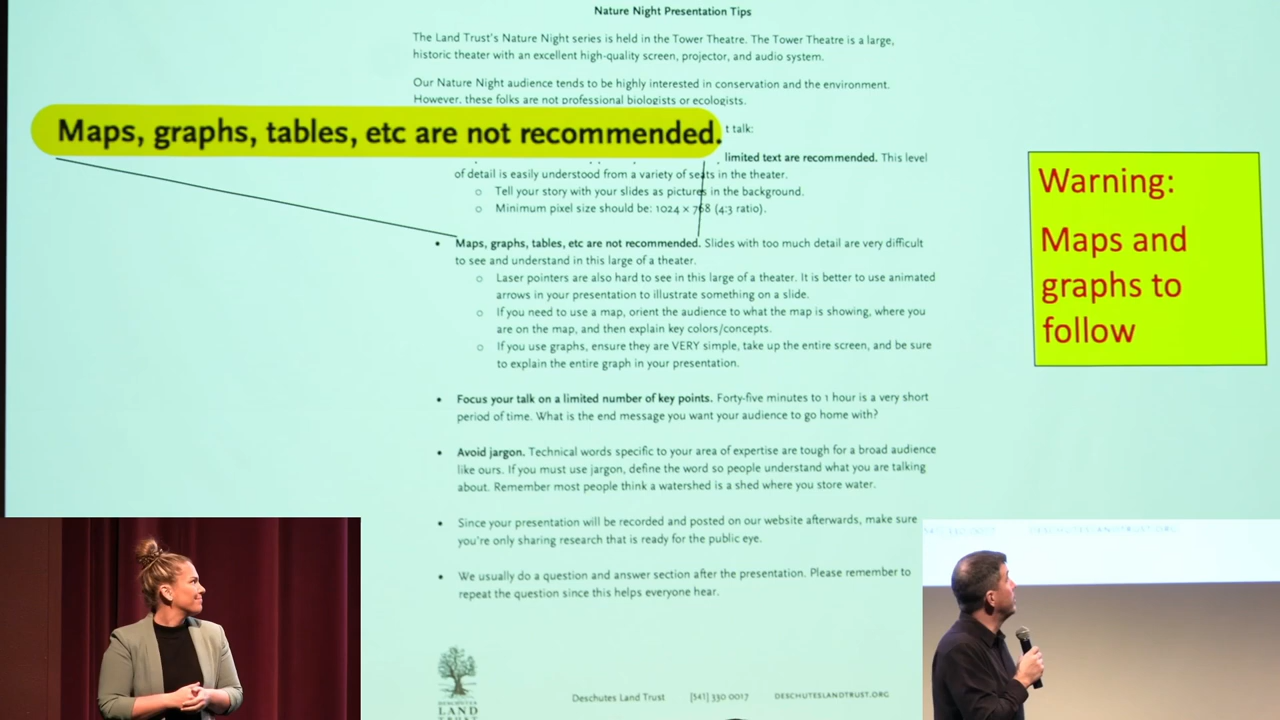 Nature Night Presentation Tips
The Land Trust's Nature Night series is held in the Tower Theatre. The Tower Theatre is a large,
historic theater with an excellent high-quality screen, projector, and audio system.
Our Nature Night audience tends to be highly interested in conservation and the environment.
However, these folks are not professional biologists or ecologists.
Maps, graphs, tables, etc are not recommended.
t talk:
limited text are recommended. This level
of detail is easily understood from a variety of seats in the theater.
○ Tell your story with your slides as pictures in the background.
○ Minimum pixel size should be: 1024 × 768 (4:3 ratio).
• Maps, graphs, tables, etc are not recommended. Slides with too much detail are very difficult
to see and understand in this large of a theater.
○ Laser pointers are also hard to see in this large of a theater. It is better to use animated
arrows in your presentation to illustrate something on a slide.
○ If you need to use a map, orient the audience to what the map is showing, where you
are on the map, and then explain key colors/concepts.
○ If you use graphs, ensure they are VERY simple, take up the entire screen, and be sure
to explain the entire graph in your presentation.
• Focus your talk on a limited number of key points. Forty-five minutes to 1 hour is a very short
period of time. What is the end message you want your audience to go home with?
• Avoid jargon. Technical words specific to your area of expertise are tough for a broad audience
like ours. If you must use jargon, define the word so people understand what you are talking
about. Remember most people think a watershed is a shed where you store water.
• Since your presentation will be recorded and posted on our website afterwards, make sure
you're only sharing research that is ready for the public eye.
• We usually do a question and answer section after the presentation. Please remember to
repeat the question since this helps everyone hear.
DESCHUTES
LAND
TRUST
Deschutes Land Trust (541) 330 0017 DESCHUTESLANDTRUST.ORG
Warning:
Maps and
graphs to
follow
(541) 330 0017 DESCHUTESLANDTRUST.ORG